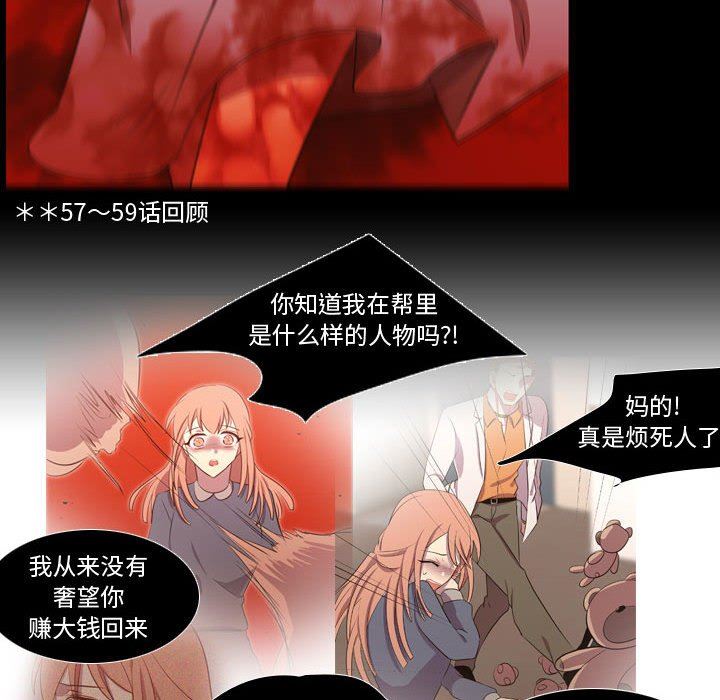 ＊＊57～59话回顾
你知道我在帮里
是什么样的人物吗?!
妈的!
真是烦死人了
我从来没有
奢望你
赚大钱回来